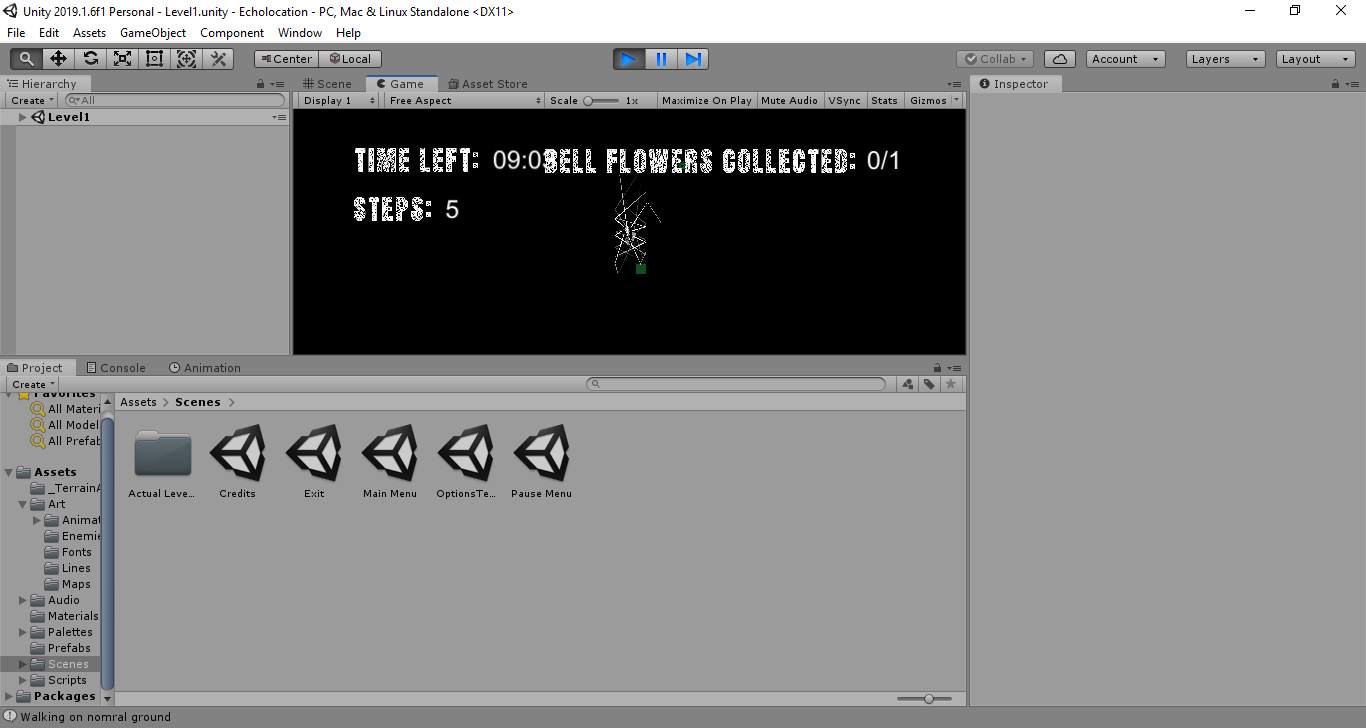 Unity 2019.1.6f1 Personal - Level1.unity - Echolocation - PC, Mac & Linux Standalone <DX11>
File Edit Assets GameObject Component Window Help
Center Local Collab Account Layers Layout
Hierarchy
Create All
Level1
Scene Game Asset Store
Display 1 Free Aspect Scale 1x Maximize On Play Mute Audio VSync Stats Gizmos
TIME LEFT: 09:03 BELL FLOWERS COLLECTED: 0/1
STEPS: 5
Inspector
Project Console Animation
Create
Favorites
All Materi
All Model
All Prefab
Assets
_TerrainA
Art
Animat
Enemie
Fonts
Lines
Maps
Audio
Materials
Palettes
Prefabs
Scenes
Scripts
Packages
Assets > Scenes >
Actual Leve... Credits Exit Main Menu OptionsTe... Pause Menu
Walking on nomral ground